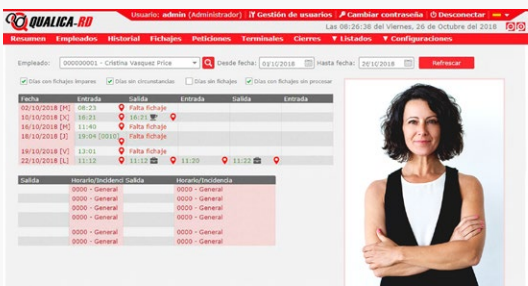 QUALICA-RD
Usuario: admin (Administrador) Gestión de usuarios Cambiar contraseña Desconectar
Las 08:26:38 del Viernes, 26 de Octubre del 2018
Resumen Empleados Historial Fichajes Peticiones Terminales Cierres ▼ Listados ▼ Configuraciones
Empleado: 000000001 - Cristina Vasquez Price Desde fecha: 01/10/2018 Hasta fecha: 26/10/2018 Refrescar
Días con fichajes impares Días sin circunstancias Días sin fichajes Días con fichajes sin procesar
Fecha Entrada Salida Entrada Salida Entrada
02/10/2018 [M] 06:23 Falta fichaje
10/10/2018 [X] 16:21 16:21
16/10/2018 [M] 11:40 Falta fichaje
18/10/2018 [J] 19:04 [0010] Falta fichaje
19/10/2018 [V] 13:01 Falta fichaje
22/10/2018 [L] 11:12 11:12 11:20 11:22
Salida Horario/Incidenci Salida Horario/Incidencia
0000 - General 0000 - General
0000 - General 0000 - General
0000 - General 0000 - General
0000 - General 0000 - General
0000 - General 0000 - General
0000 - General 0000 - General